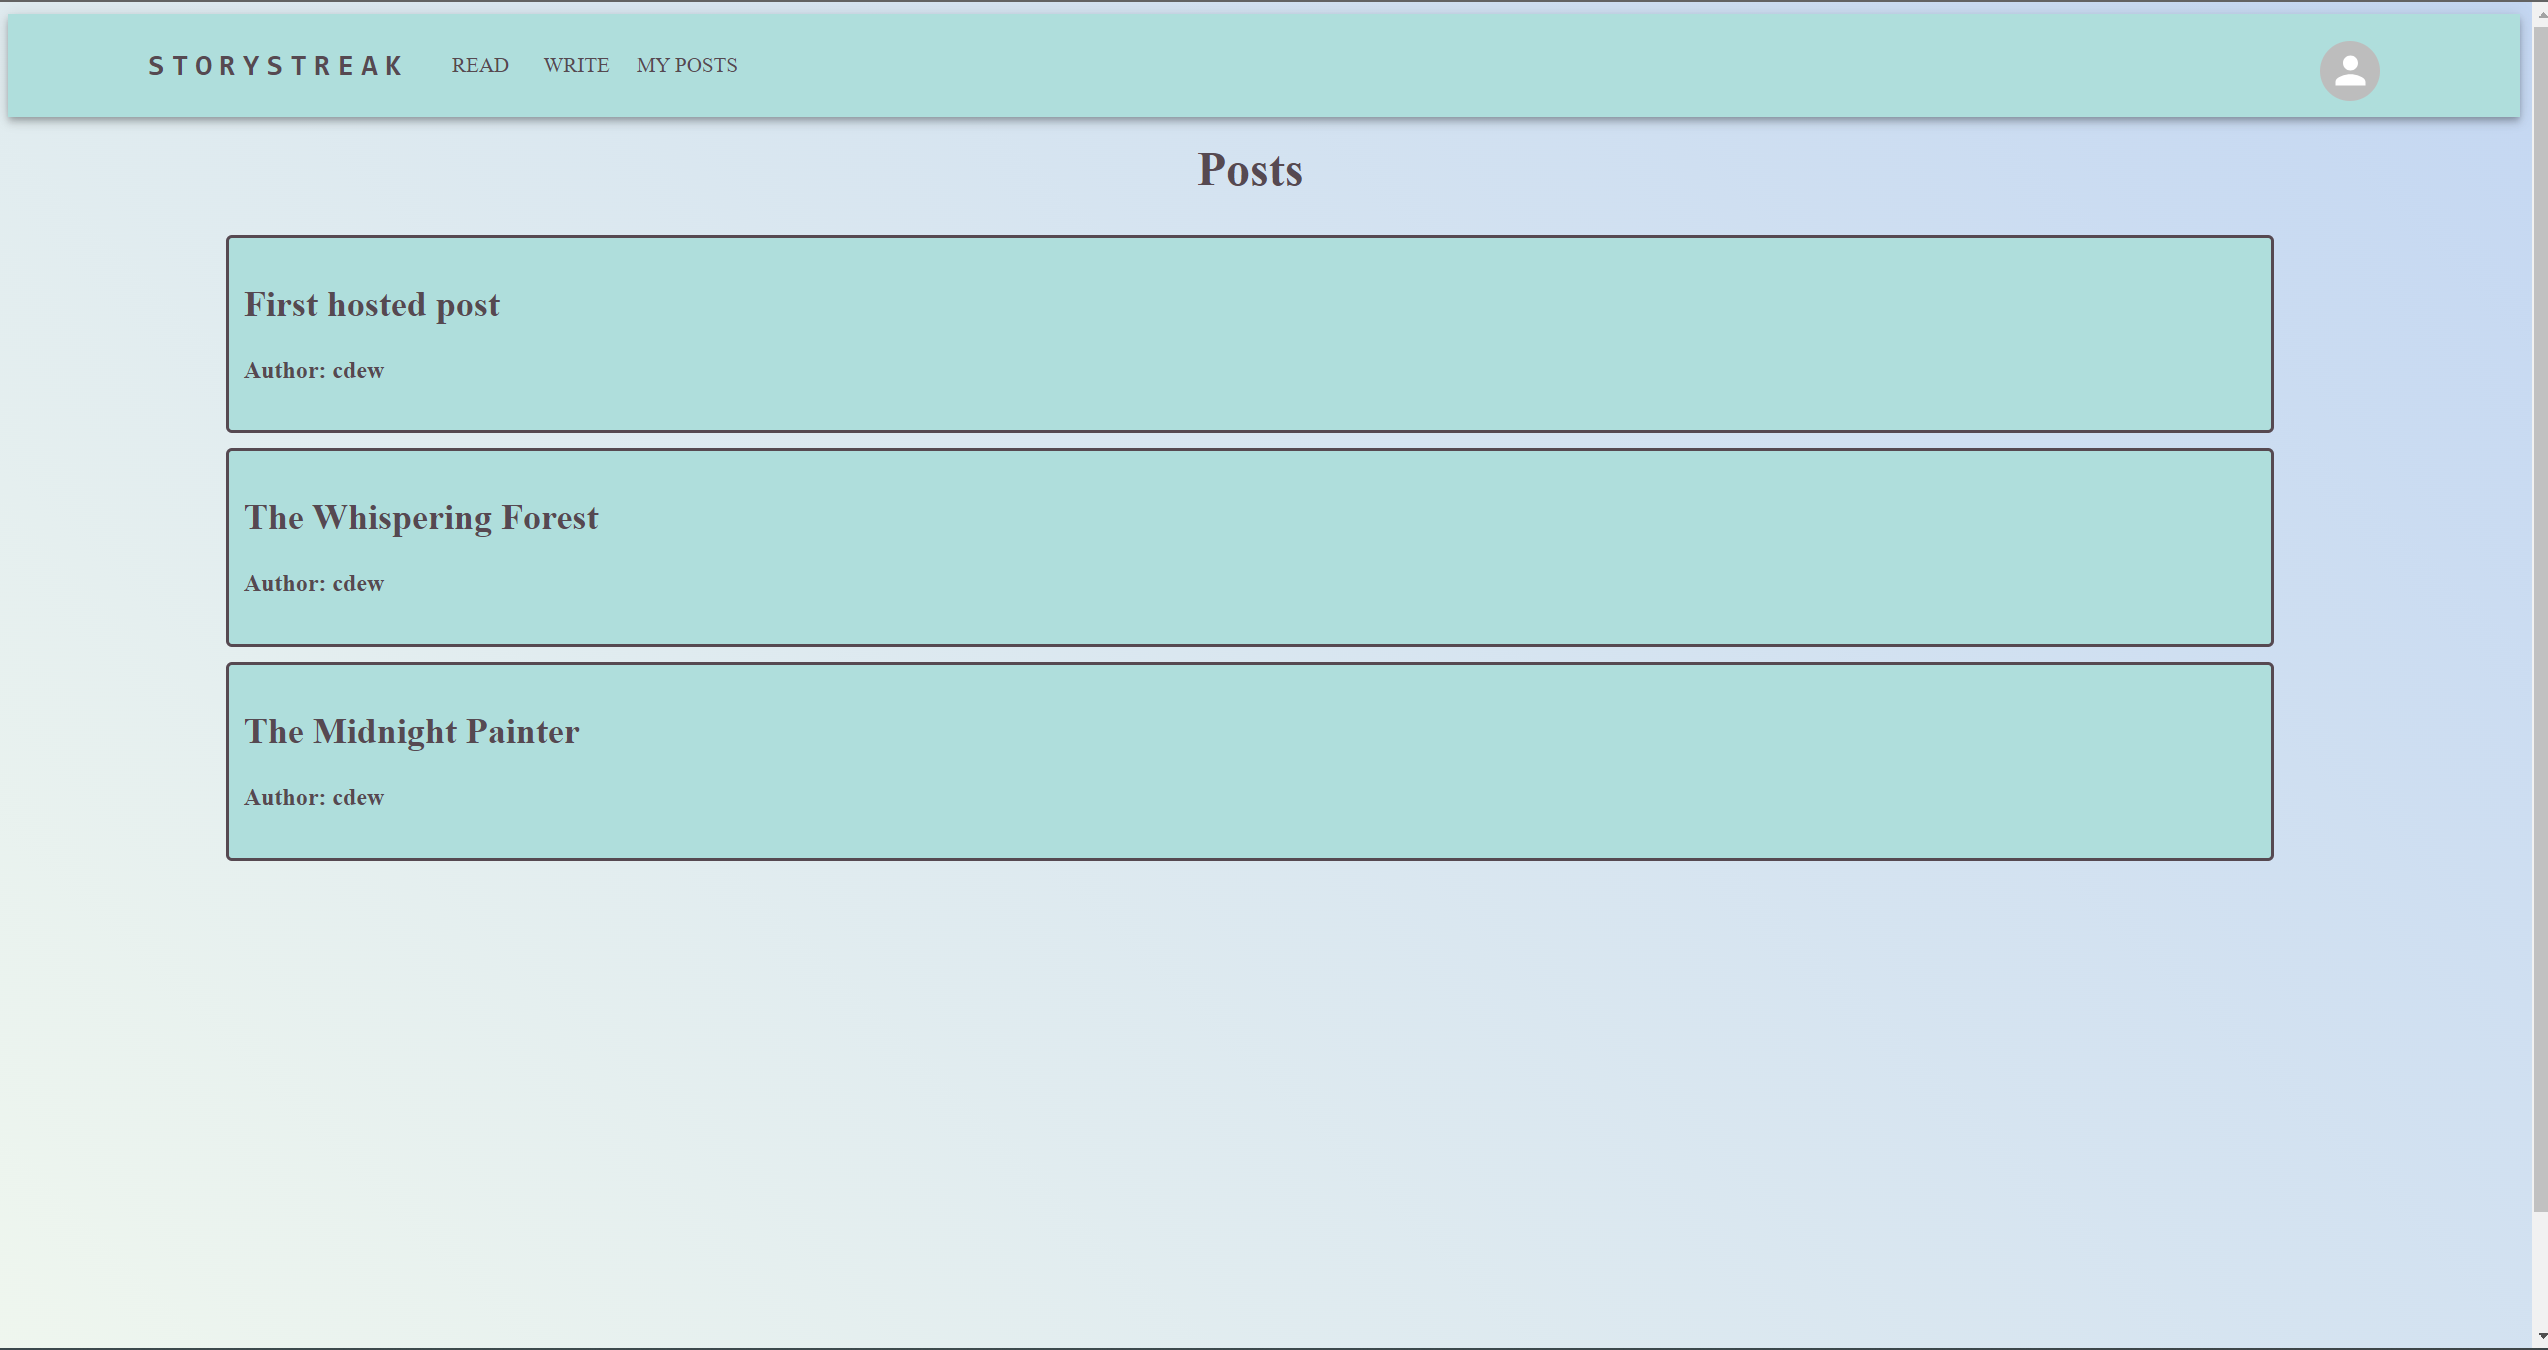 STORYSTREAK READ WRITE MY POSTS
Posts
First hosted post
Author: cdew
The Whispering Forest
Author: cdew
The Midnight Painter
Author: cdew